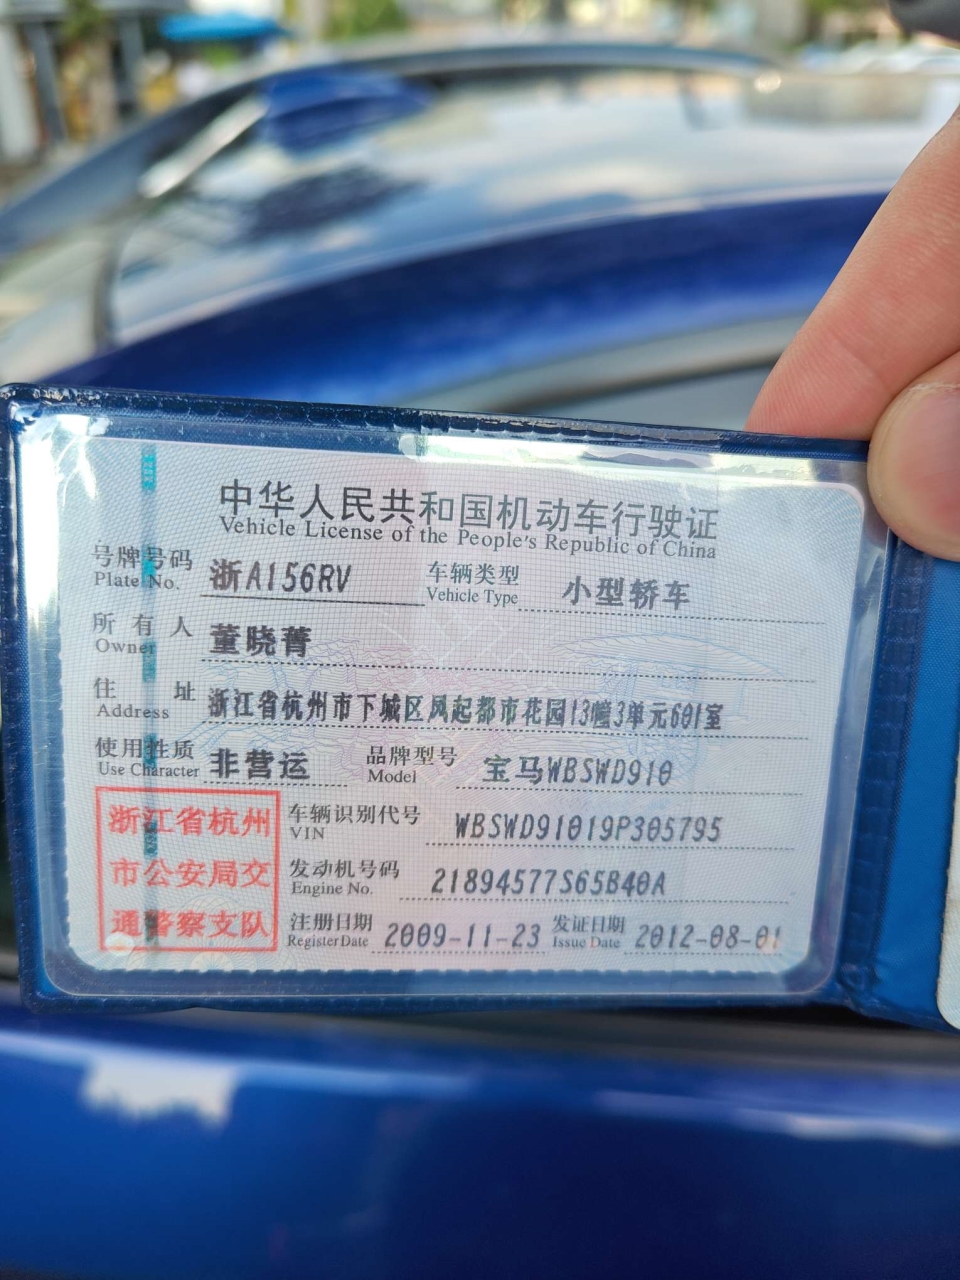 中华人民共和国机动车行驶证
Vehicle License of the People's Republic of China
号牌号码 浙A156RV 车辆类型 小型轿车
Plate No. Vehicle Type
所有人 董晓菁
Owner
住址 浙江省杭州市下城区凤起都市花园13幢3单元601室
Address
使用性质 非营运 品牌型号 宝马WBSWD910
Use Character Model
浙江省杭州
市公安局交
通警察支队
车辆识别代号 WBSWD91019P305795
VIN
发动机号码 21894577S65B40A
Engine No.
注册日期 2009-11-23 发证日期 2012-08-01
Register Date Issue Date